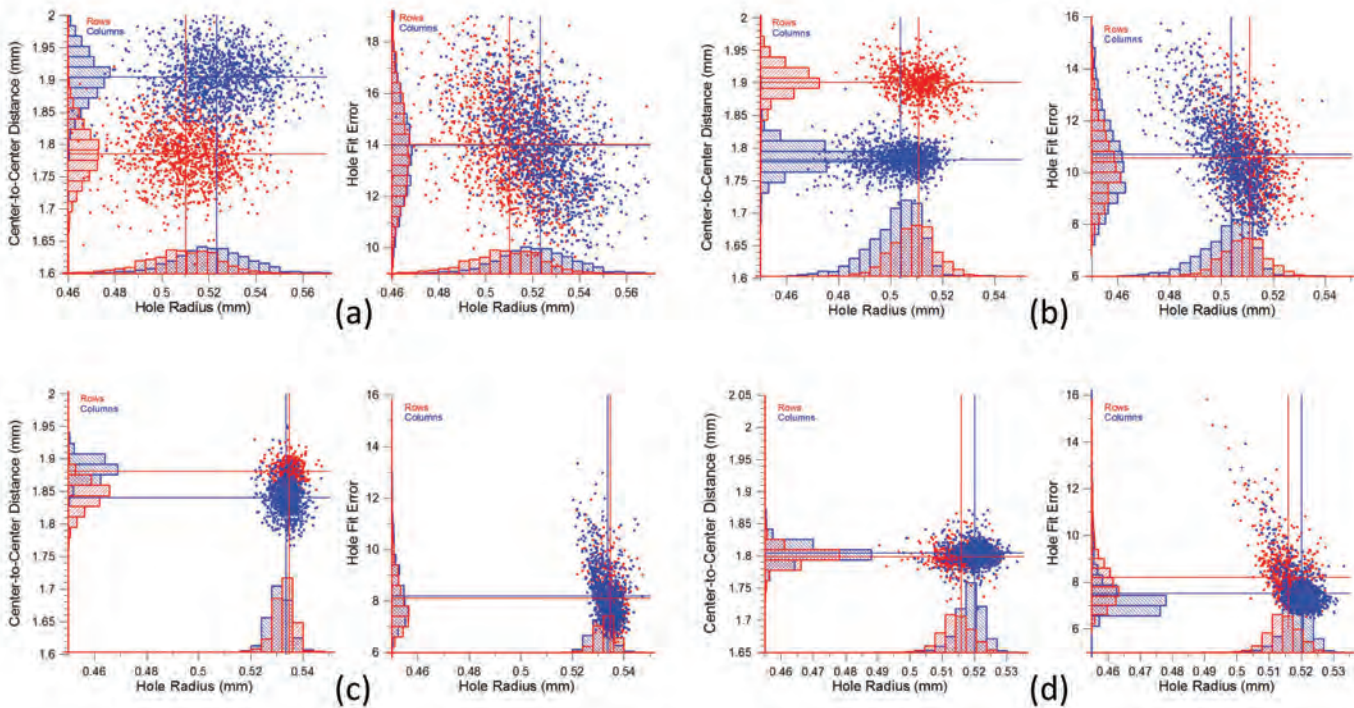 Rows
Columns
Center-to-Center Distance (mm)
2
1.95
1.9
1.85
1.8
1.75
1.7
1.65
1.6
0.46 0.48 0.5 0.52 0.54 0.56
Hole Radius (mm)
Rows
Columns
Hole Fit Error
18
16
14
12
10
0.46 0.48 0.5 0.52 0.54 0.56
Hole Radius (mm)
(a)
Rows
Columns
Center-to-Center Distance (mm)
2
1.95
1.9
1.85
1.8
1.75
1.7
1.65
1.6
0.46 0.48 0.5 0.52 0.54
Hole Radius (mm)
Rows
Columns
Hole Fit Error
16
14
12
10
8
6
0.46 0.48 0.5 0.52 0.54
Hole Radius (mm)
(b)
Rows
Columns
Center-to-Center Distance (mm)
2
1.95
1.9
1.85
1.8
1.75
1.7
1.65
1.6
0.46 0.48 0.5 0.52 0.54
Hole Radius (mm)
Rows
Columns
Hole Fit Error
16
14
12
10
8
6
0.46 0.48 0.5 0.52 0.54
Hole Radius (mm)
(c)
Rows
Columns
Center-to-Center Distance (mm)
2.05
2
1.95
1.9
1.85
1.8
1.75
1.7
1.65
0.46 0.47 0.48 0.49 0.5 0.51 0.52 0.53
Hole Radius (mm)
Rows
Columns
Hole Fit Error
16
14
12
10
8
6
0.46 0.47 0.48 0.49 0.5 0.51 0.52 0.53
Hole Radius (mm)
(d)